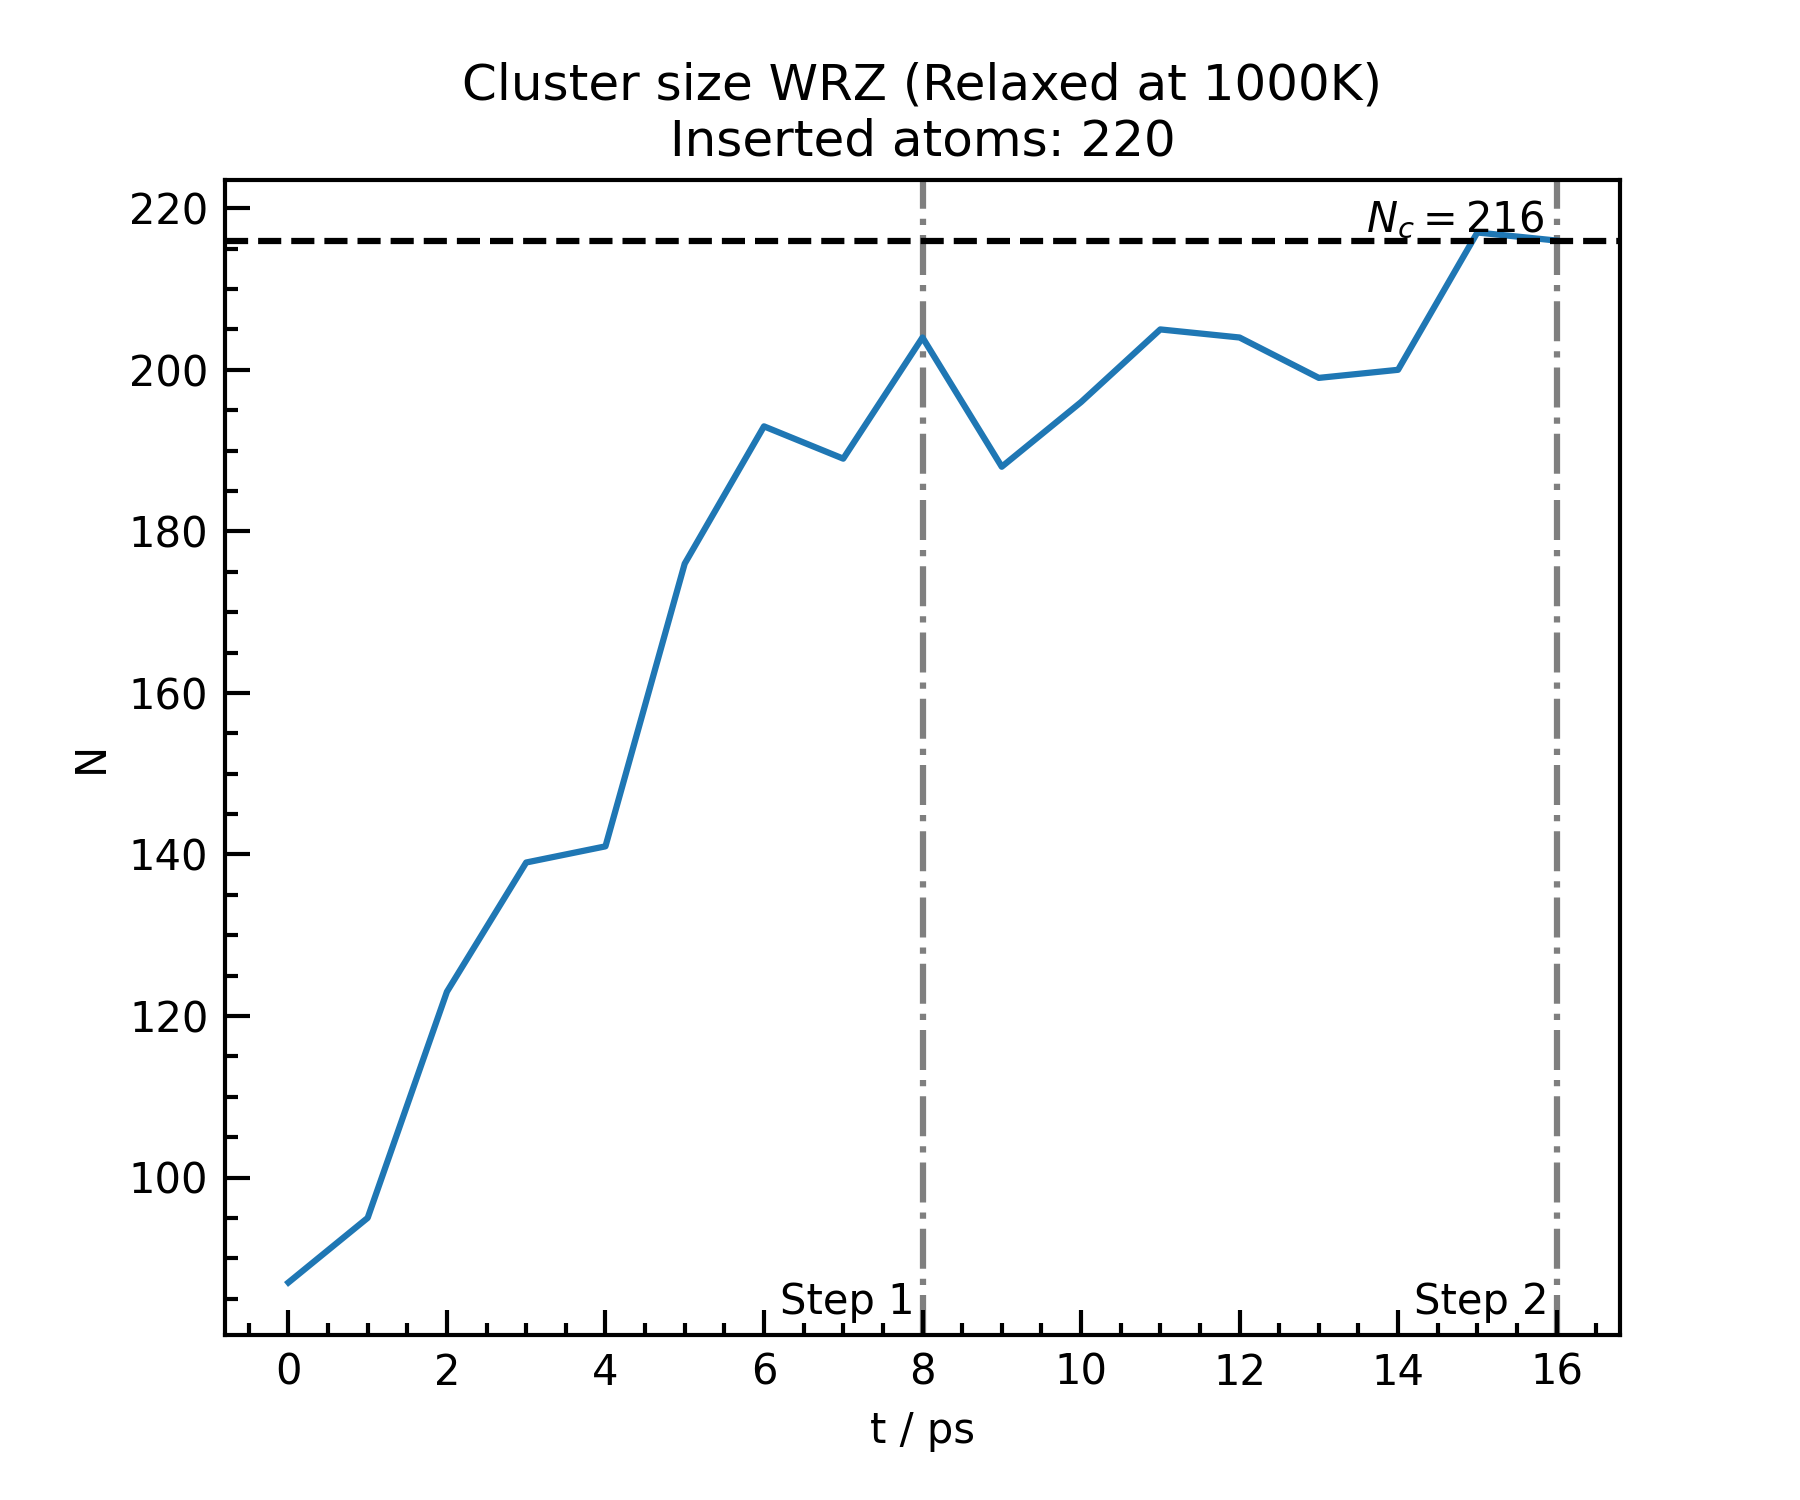 Cluster size WRZ (Relaxed at 1000K)
Inserted atoms: 220
220
200
180
160
140
120
100
N
N_c = 216
Step 1
Step 2
0 2 4 6 8 10 12 14 16
t / ps